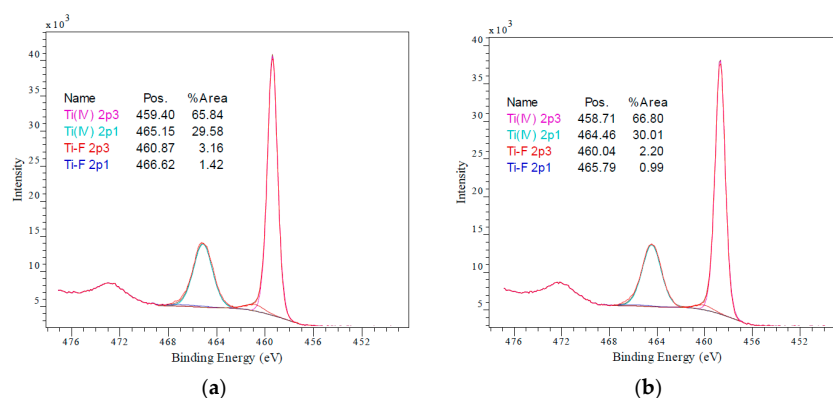 x 10³
40
35
30
25
20
15
10
5
Intensity
Name Pos. %Area
Ti(IV) 2p3 459.40 65.84
Ti(IV) 2p1 465.15 29.58
Ti-F 2p3 460.87 3.16
Ti-F 2p1 466.62 1.42
476 472 468 464 460 456 452
Binding Energy (eV)
(a)
x 10³
40
35
30
25
20
15
10
5
Intensity
Name Pos. %Area
Ti(IV) 2p3 458.71 66.80
Ti(IV) 2p1 464.46 30.01
Ti-F 2p3 460.04 2.20
Ti-F 2p1 465.79 0.99
476 472 468 464 460 456 452
Binding Energy (eV)
(b)